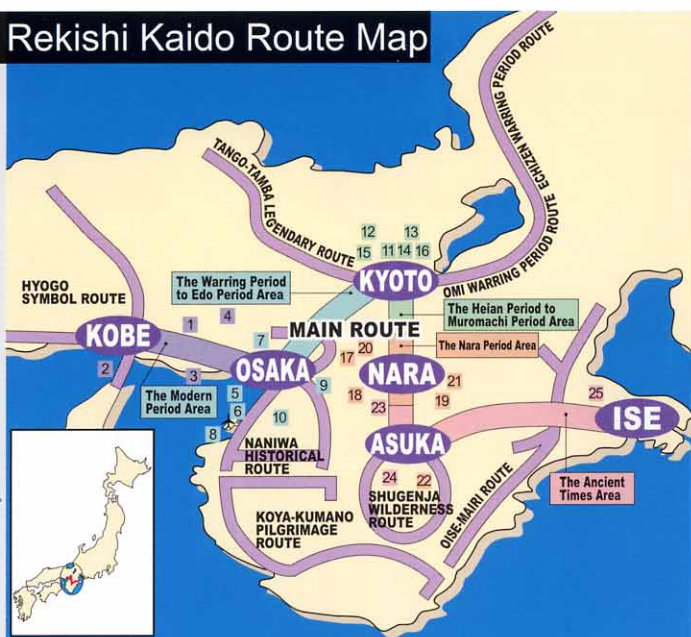 Rekishi Kaido Route Map
OMI WARRING PERIOD ROUTE ECHIZEN WARRING PERIOD ROUTE
TANGO-TAMBA
LEGENDARY ROUTE
12
13
15
11
14
16
KYOTO
HYOGO
SYMBOL ROUTE
The Warring Period
to Edo Period Area
The Heian Period to
Muromachi Period Area
1
4
7
MAIN ROUTE
KOBE
17
20
The Nara Period Area
2
3
OSAKA
9
NARA
21
The Modern
Period Area
5
6
8
10
18
23
19
25
ISE
ASUKA
NANIWA
HISTORICAL
ROUTE
24
22
SHUGENJA
WILDERNESS
ROUTE
OISE-MAIRI ROUTE
The Ancient
Times Area
KOYA-KUMANO
PILGRIMAGE
ROUTE